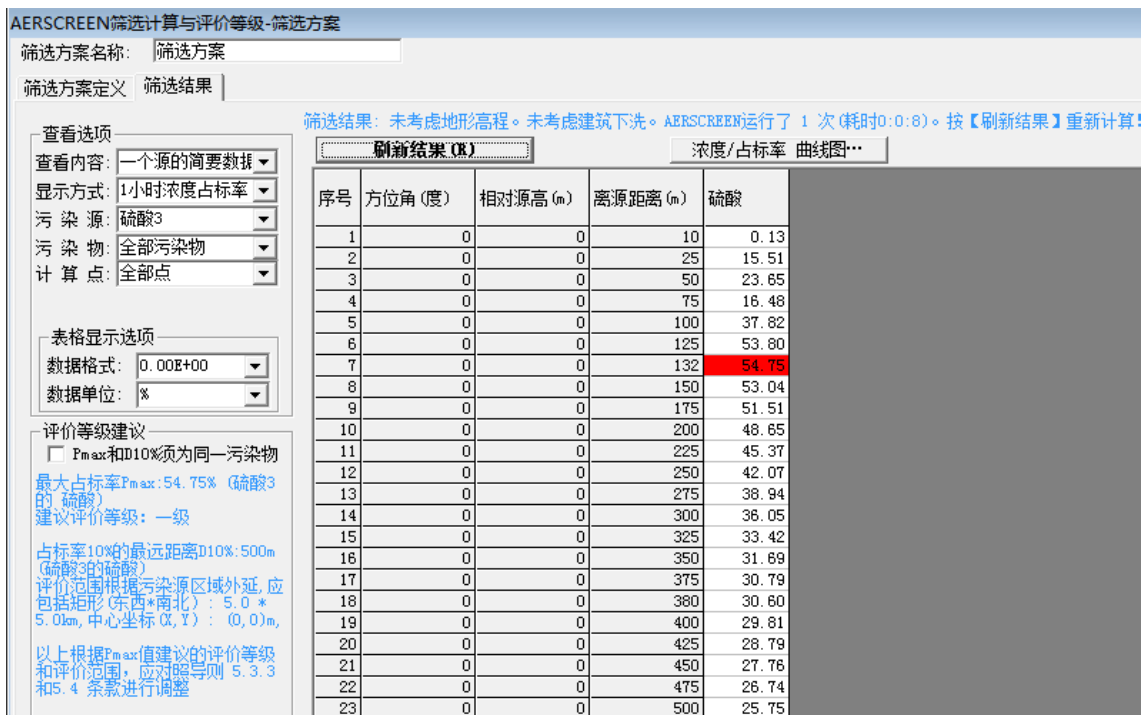 AERSCREEN筛选计算与评价等级-筛选方案
筛选方案名称: 筛选方案
筛选方案定义 筛选结果
筛选结果: 未考虑地形高程。未考虑建筑下洗。AERSCREEN运行了 1 次(耗时0:0:8)。按【刷新结果】重新计算!
刷新结果(R) 浓度/占标率 曲线图…
查看选项
查看内容: 一个源的简要数据
显示方式: 1小时浓度占标率
污 染 源: 硫酸3
污 染 物: 全部污染物
计 算 点: 全部点
表格显示选项
数据格式: 0.00E+00
数据单位: %
评价等级建议
Pmax和D10%须为同一污染物
最大占标率Pmax:54.75% (硫酸3
的 硫酸)
建议评价等级: 一级
占标率10%的最远距离D10%:500m
(硫酸3的硫酸)
评价范围根据污染源区域外延,应
包括矩形(东西*南北): 5.0 *
5.0km,中心坐标(X,Y): (0,0)m,
以上根据Pmax值建议的评价等级
和评价范围,应对照导则 5.3.3
和5.4 条款进行调整
序号 方位角(度) 相对源高(m) 离源距离(m) 硫酸
1 0 0 10 0.13
2 0 0 25 15.51
3 0 0 50 23.65
4 0 0 75 16.48
5 0 0 100 37.82
6 0 0 125 53.80
7 0 0 132 54.75
8 0 0 150 53.04
9 0 0 175 51.51
10 0 0 200 48.65
11 0 0 225 45.37
12 0 0 250 42.07
13 0 0 275 38.94
14 0 0 300 36.05
15 0 0 325 33.42
16 0 0 350 31.69
17 0 0 375 30.79
18 0 0 380 30.60
19 0 0 400 29.81
20 0 0 425 28.79
21 0 0 450 27.76
22 0 0 475 26.74
23 0 0 500 25.75